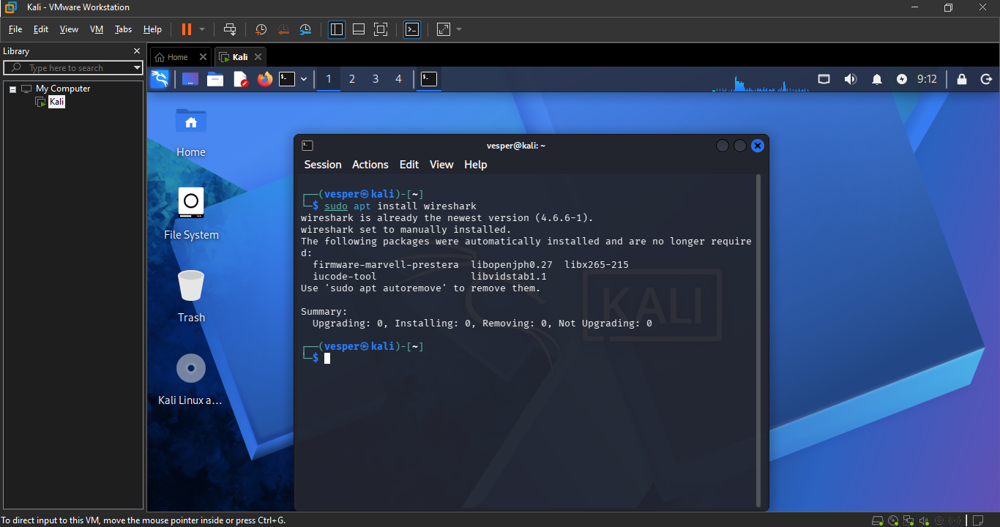 Kali - VMware Workstation
File Edit View VM Tabs Help
Library
Type here to search
My Computer
Kali
Home
Kali
1 2 3 4
9:12
Home
File System
Trash
Kali Linux a...
vesper@kali: ~
Session Actions Edit View Help
┌──(vesper㉿kali)-[~]
└─$ sudo apt install wireshark
wireshark is already the newest version (4.6.6-1).
wireshark set to manually installed.
The following packages were automatically installed and are no longer require
d:
  firmware-marvell-prestera  libopenjph0.27  libx265-215
  iucode-tool                libvidstab1.1
Use 'sudo apt autoremove' to remove them.
Summary:
  Upgrading: 0, Installing: 0, Removing: 0, Not Upgrading: 0
┌──(vesper㉿kali)-[~]
└─$
KALI
To direct input to this VM, move the mouse pointer inside or press Ctrl+G.